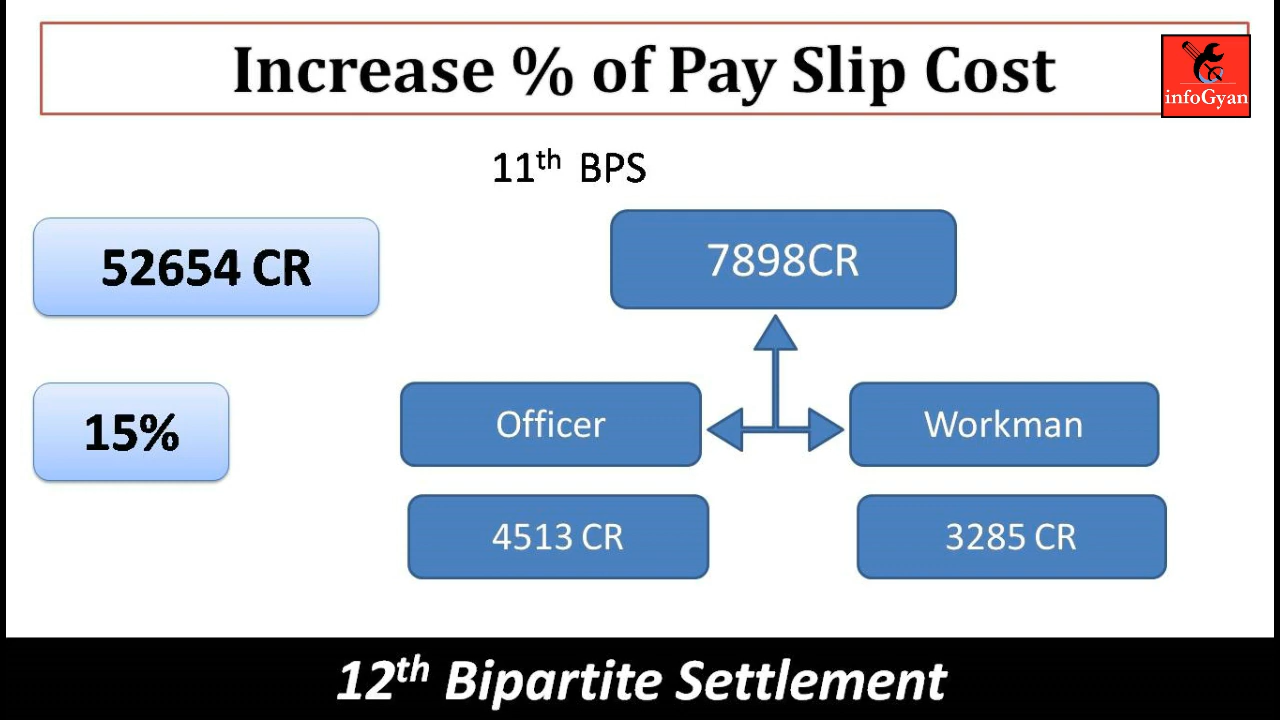 Increase % of Pay Slip Cost
infoGyan
11th BPS
52654 CR
7898CR
15%
Officer
Workman
4513 CR
3285 CR
12th Bipartite Settlement